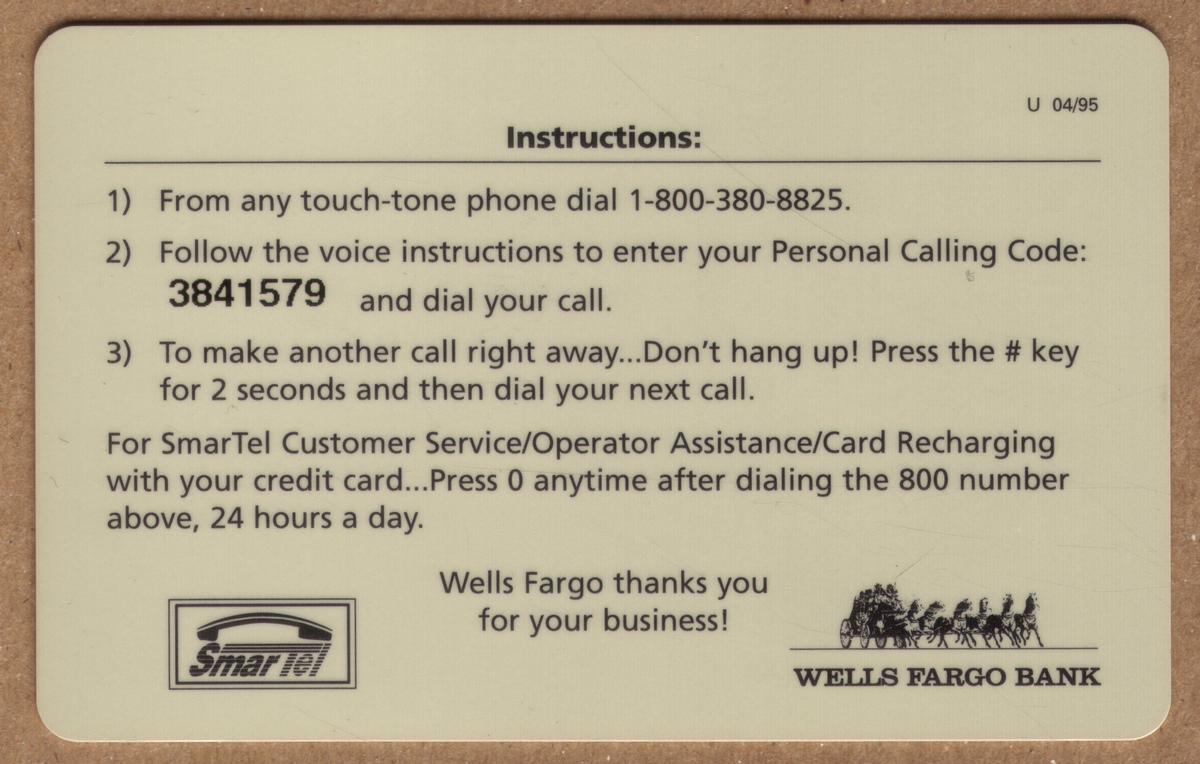 U 04/95
Instructions:
1) From any touch-tone phone dial 1-800-380-8825.
2) Follow the voice instructions to enter your Personal Calling Code:
3841579 and dial your call.
3) To make another call right away...Don't hang up! Press the # key
for 2 seconds and then dial your next call.
For SmarTel Customer Service/Operator Assistance/Card Recharging
with your credit card...Press 0 anytime after dialing the 800 number
above, 24 hours a day.
Wells Fargo thanks you
for your business!
SmarTel
WELLS FARGO BANK